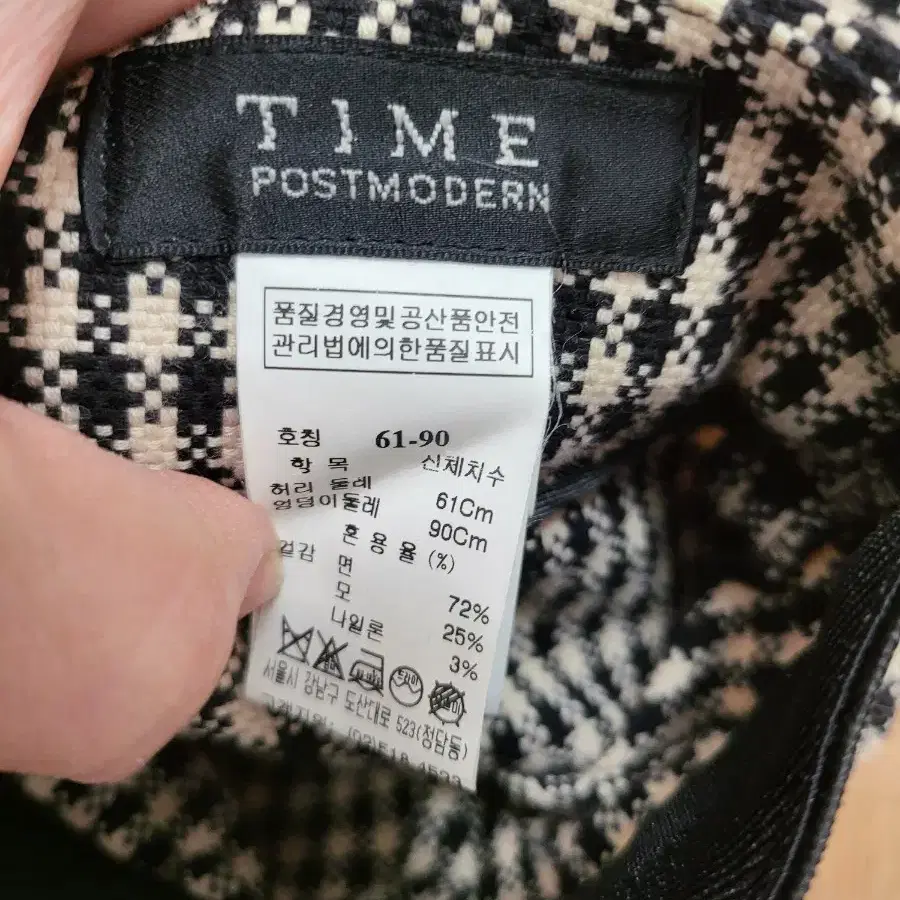 TIME
POSTMODERN
품질경영및공산품안전
관리법에의한품질표시
호칭 61-90
항 목 신체치수
허리 둘레 61Cm
엉덩이둘레 90Cm
혼 용 율 (%)
겉감 면 72%
모 25%
나일론 3%
서울시 강남구 도산대로 523(청담동)